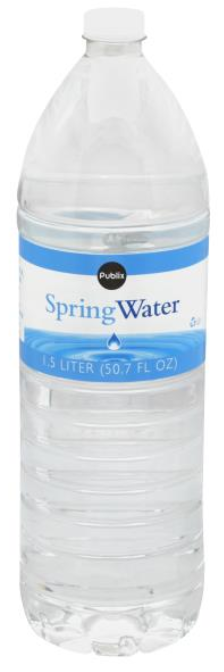 Publix
Spring Water
1.5 LITER (50.7 FL OZ)